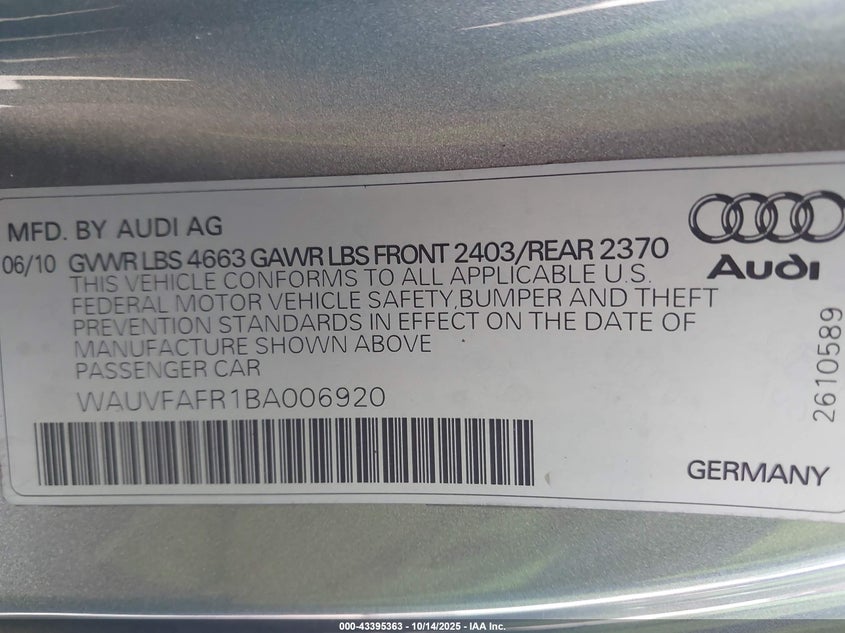 MFD. BY AUDI AG
06/10 GVWR LBS 4663 GAWR LBS FRONT 2403/REAR 2370
THIS VEHICLE CONFORMS TO ALL APPLICABLE U.S.
FEDERAL MOTOR VEHICLE SAFETY,BUMPER AND THEFT
PREVENTION STANDARDS IN EFFECT ON THE DATE OF
MANUFACTURE SHOWN ABOVE
PASSENGER CAR
WAUVFAFR1BA006920
Audi
2610589
GERMANY
000-43395363 - 10/14/2025 - IAA Inc.